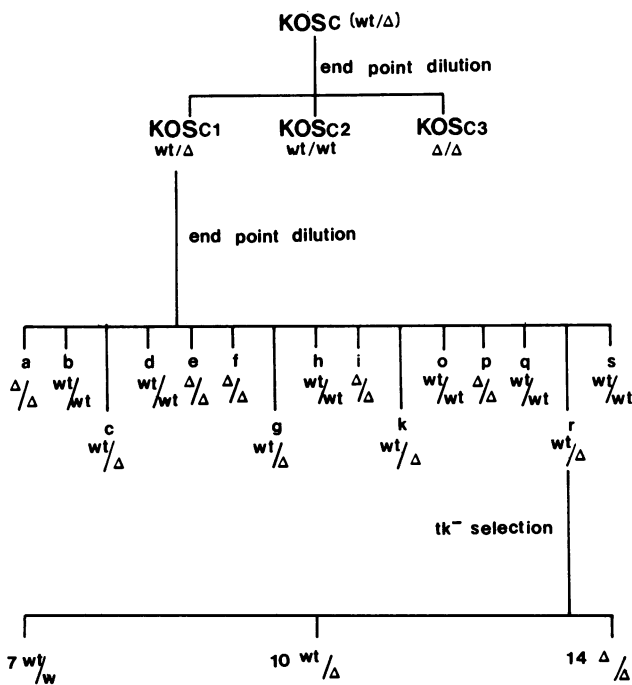 KOSC (wt/Δ)
end point dilution
KOSC1 KOSC2 KOSC3
wt/Δ wt/wt Δ/Δ
end point dilution
a b d e f h i o p q s
Δ/Δ wt/wt wt/wt Δ/Δ Δ/Δ wt/wt Δ/Δ wt/wt Δ/Δ wt/wt wt/wt
c g k r
wt/Δ wt/Δ wt/Δ wt/Δ
tk⁻ selection
7 wt/w 10 wt/Δ 14 Δ/Δ